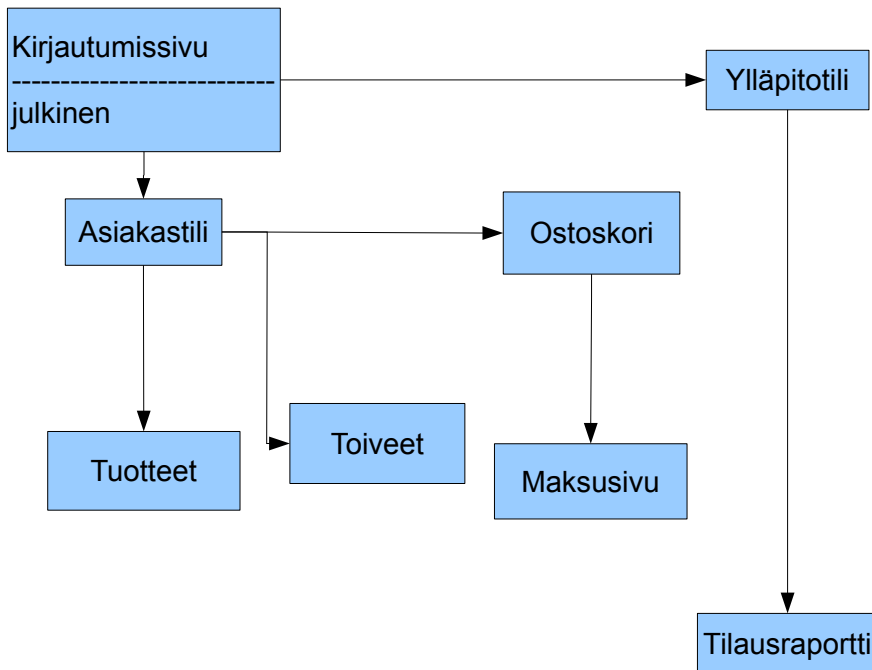 Kirjautumissivu
------------------------
julkinen
Ylläpitotili
Asiakastili
Ostoskori
Tuotteet
Toiveet
Maksusivu
Tilausraportti